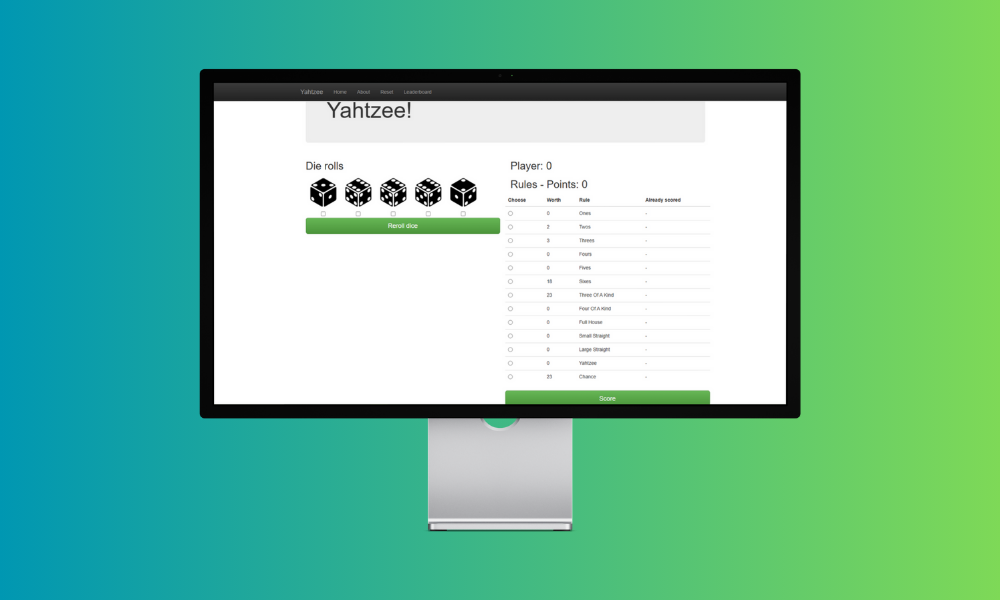 Yahtzee Home About Reset Leaderboard
Yahtzee!
Die rolls
Reroll dice
Player: 0
Rules - Points: 0
Choose Worth Rule Already scored
0 Ones -
2 Twos -
3 Threes -
0 Fours -
0 Fives -
18 Sixes -
23 Three Of A Kind -
0 Four Of A Kind -
0 Full House -
0 Small Straight -
0 Large Straight -
0 Yahtzee -
23 Chance -
Score